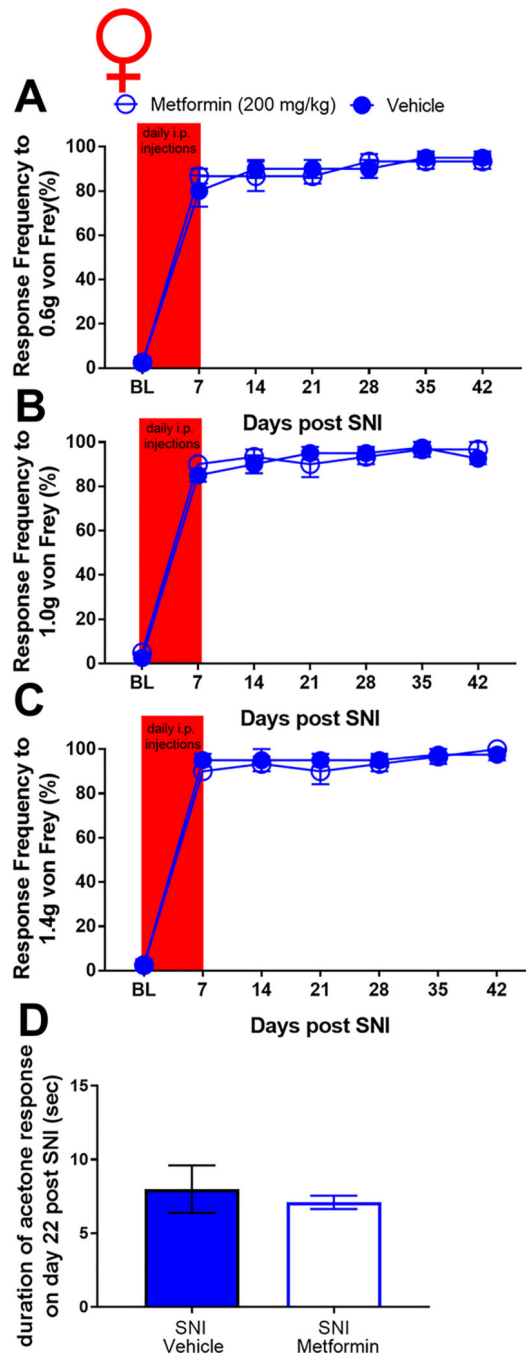 A
Metformin (200 mg/kg) Vehicle
daily i.p.
injections
Response Frequency to
0.6g von Frey(%)
100
80
60
40
20
0
BL 7 14 21 28 35 42
Days post SNI
B
daily i.p.
injections
Response Frequency to
1.0g von Frey (%)
100
80
60
40
20
0
BL 7 14 21 28 35 42
Days post SNI
C
daily i.p.
injections
Response Frequency to
1.4g von Frey (%)
100
80
60
40
20
0
BL 7 14 21 28 35 42
Days post SNI
D
duration of acetone response
on day 22 post SNI (sec)
15
10
5
0
SNI SNI
Vehicle Metformin